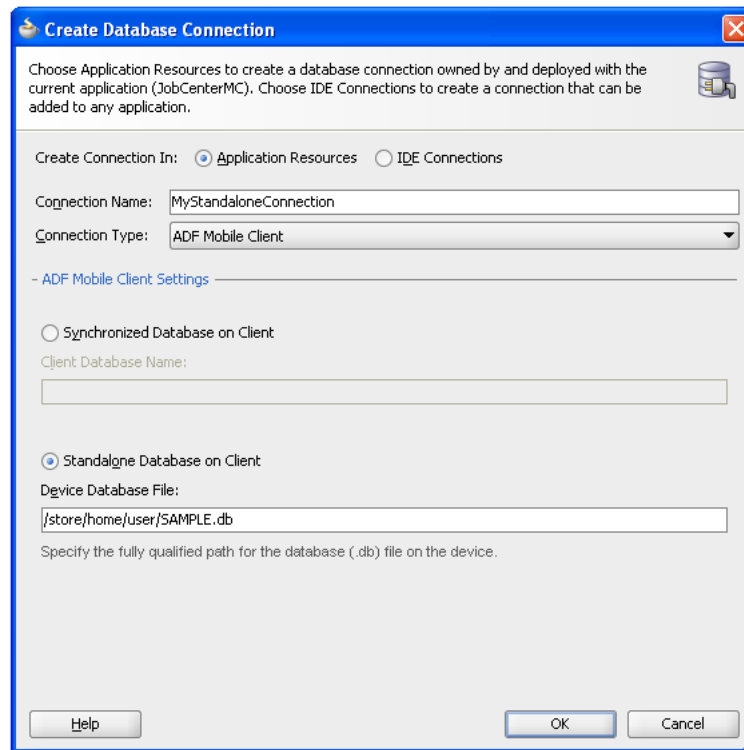 Create Database Connection
Choose Application Resources to create a database connection owned by and deployed with the
current application (JobCenterMC). Choose IDE Connections to create a connection that can be
added to any application.
Create Connection In: Application Resources IDE Connections
Connection Name: MyStandaloneConnection
Connection Type: ADF Mobile Client
- ADF Mobile Client Settings
Synchronized Database on Client
Client Database Name:
Standalone Database on Client
Device Database File:
/store/home/user/SAMPLE.db
Specify the fully qualified path for the database (.db) file on the device.
Help OK Cancel